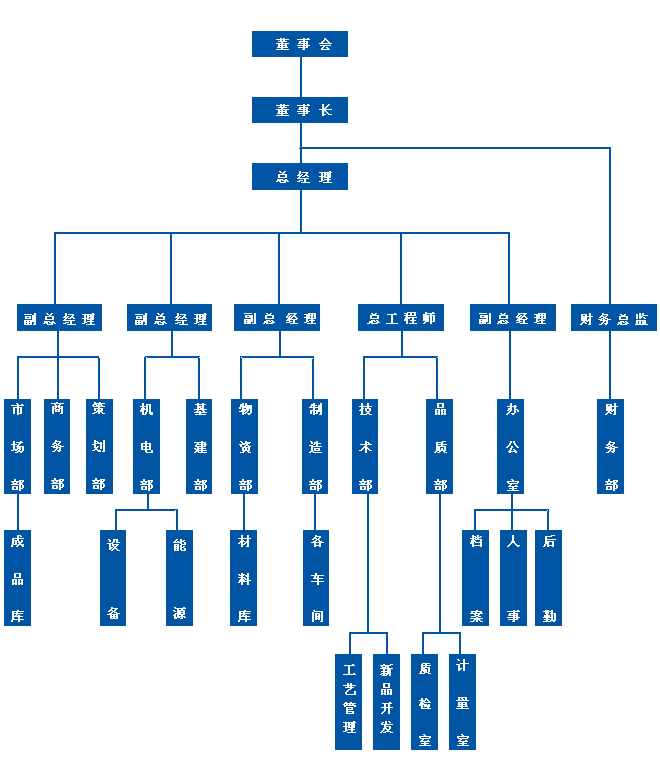 董事会
董事长
总经理
副总经理
副总经理
副总 经理
总工程师
副总经理
财务总监
市场部
商务部
策划部
机电部
基建部
物资部
制造部
技术部
品质部
办公室
财务部
成品库
设备
能源
材料库
各车间
档案
人事
后勤
工艺管理
新品开发
质检室
计量室